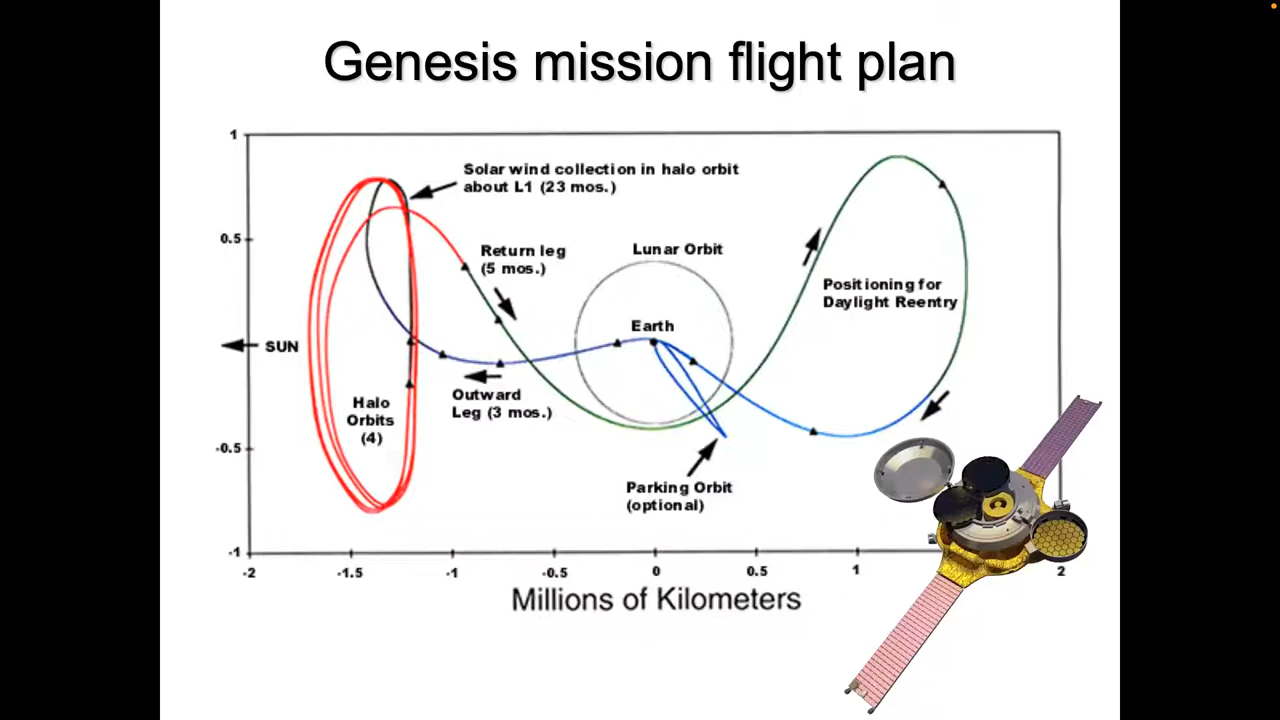 Genesis mission flight plan
1
Solar wind collection in halo orbit
about L1 (23 mos.)
0.5
Return leg
(5 mos.)
Lunar Orbit
Positioning for
Daylight Reentry
Earth
SUN
Outward
Leg (3 mos.)
Halo
Orbits
(4)
-0.5
Parking Orbit
(optional)
-1
-2 -1.5 -1 -0.5 0 0.5 1 2
Millions of Kilometers